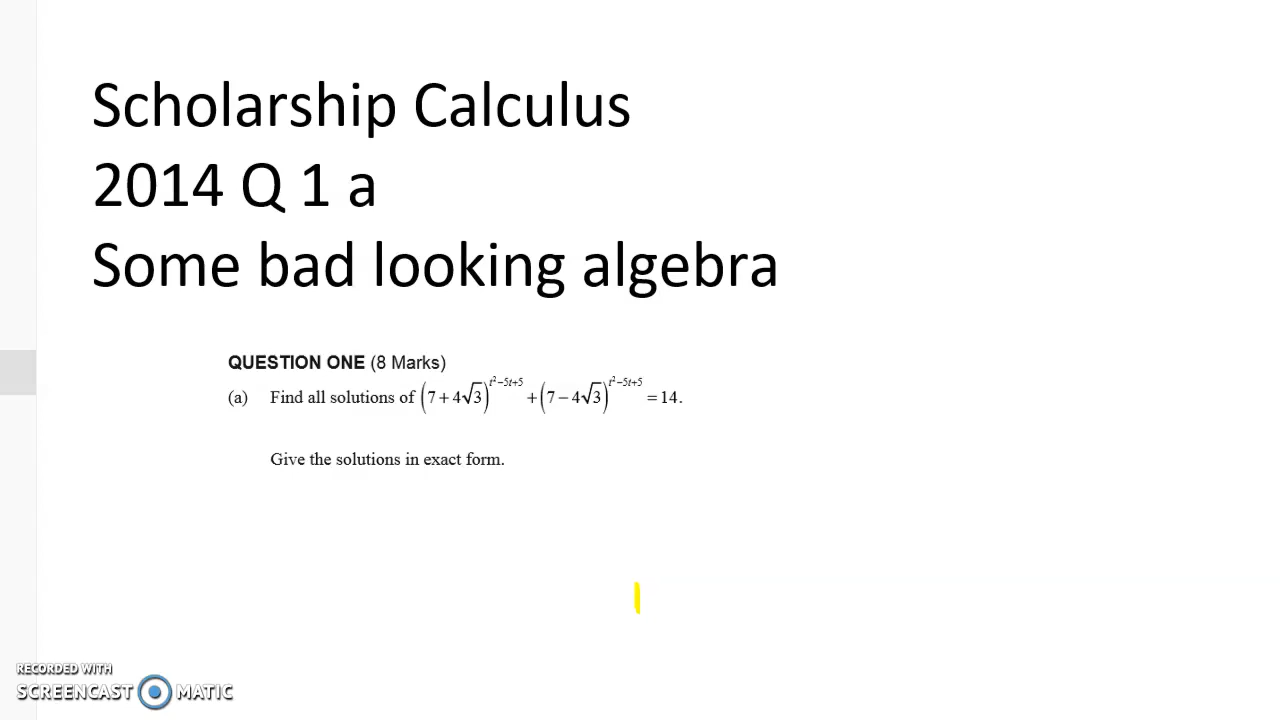 Scholarship Calculus
2014 Q 1 a
Some bad looking algebra
QUESTION ONE (8 Marks)
(a) Find all solutions of (7 + 4√3)^(t²−5t+5) + (7 − 4√3)^(t²−5t+5) = 14.
Give the solutions in exact form.
RECORDED WITH
SCREENCAST MATIC